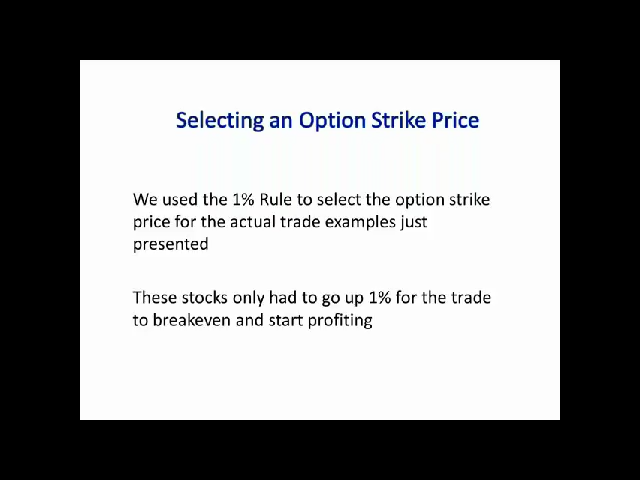 Selecting an Option Strike Price
We used the 1% Rule to select the option strike
price for the actual trade examples just
presented
These stocks only had to go up 1% for the trade
to breakeven and start profiting